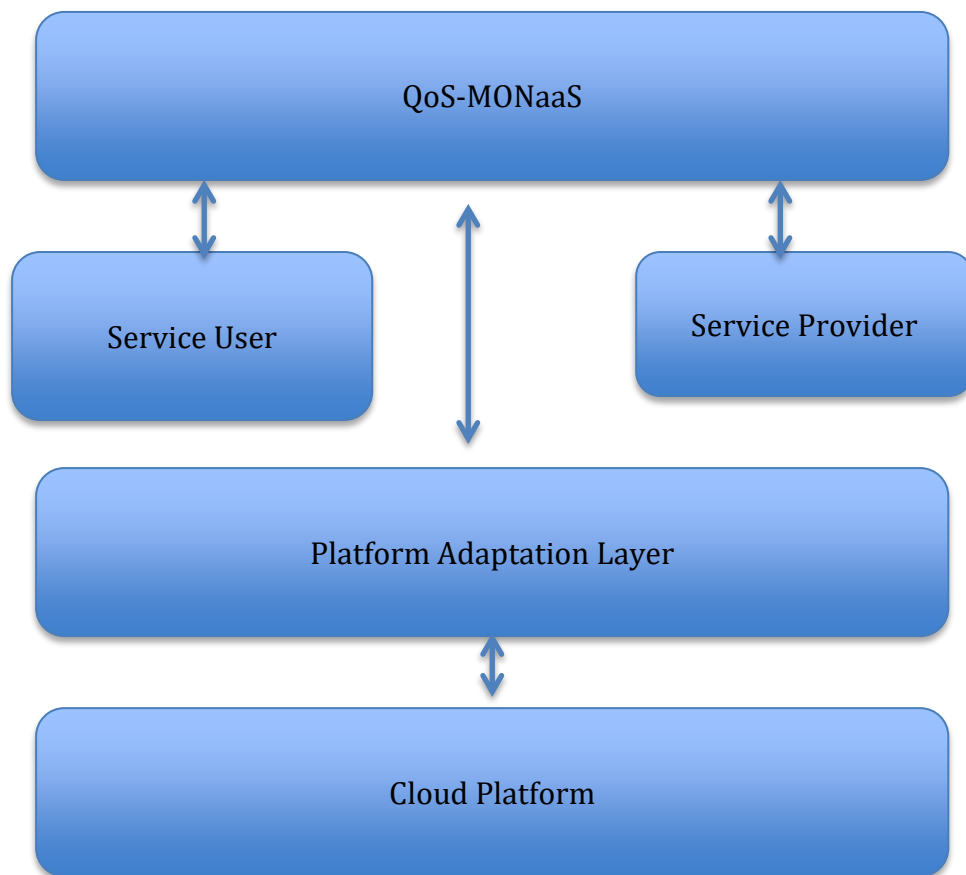 QoS-MONaaS
Service User
Service Provider
Platform Adaptation Layer
Cloud Platform